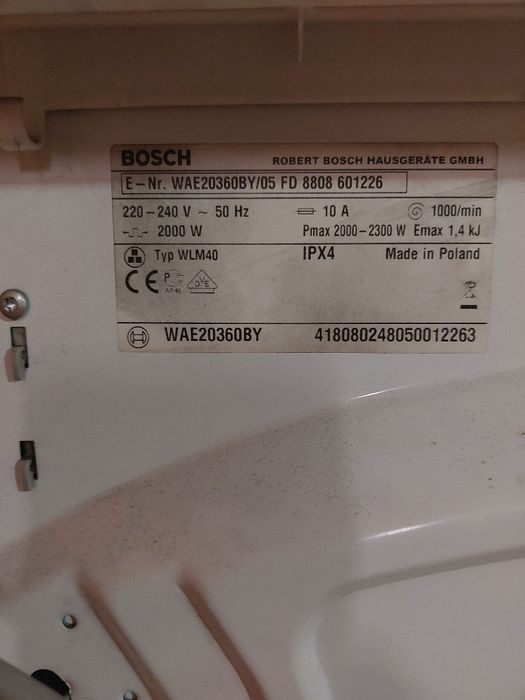 BOSCH ROBERT BOSCH HAUSGERÄTE GMBH
E-Nr. WAE20360BY/05 FD 8808 601226
220-240 V ~ 50 Hz 10 A 1000/min
2000 W Pmax 2000-2300 W Emax 1,4 kJ
Typ WLM40 IPX4 Made in Poland
CE
DVE
WAE20360BY 418080248050012263